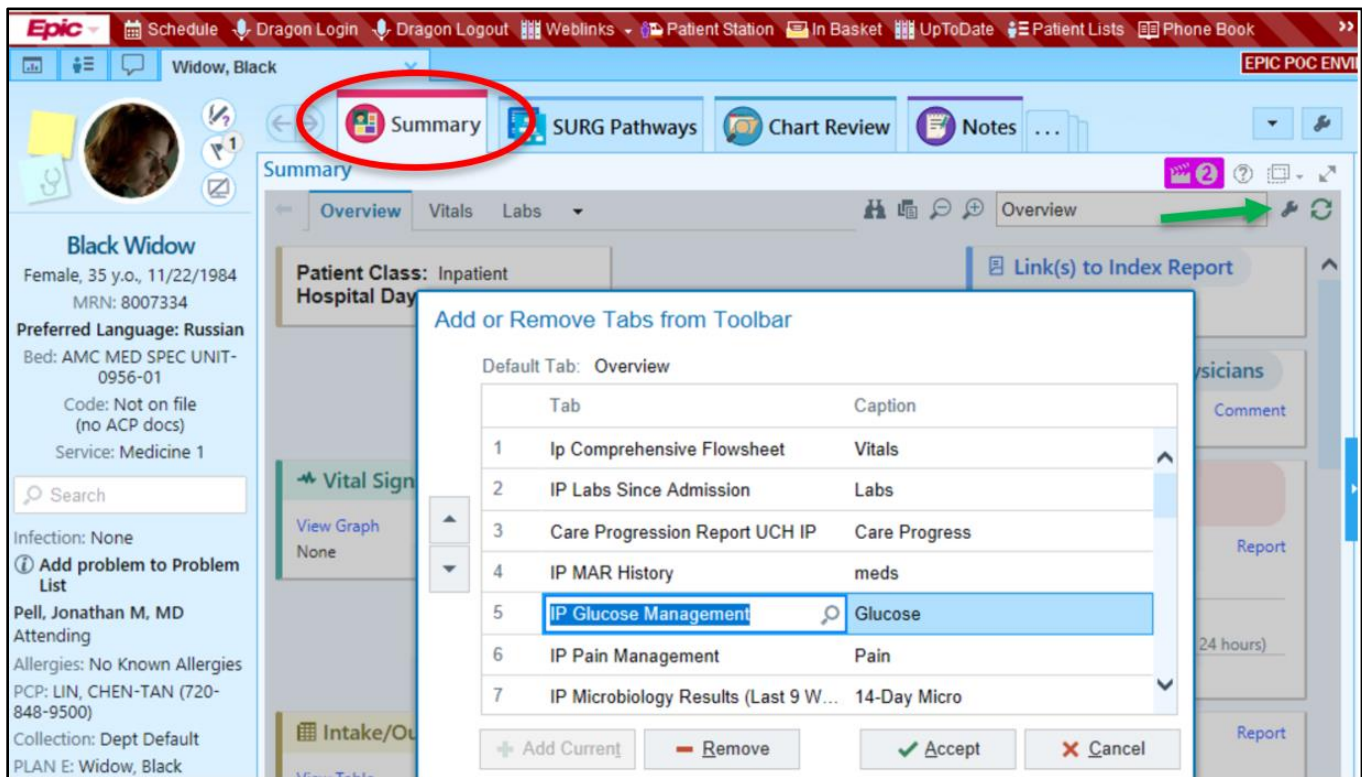 Epic Schedule Dragon Login Dragon Logout Weblinks Patient Station In Basket UpToDate Patient Lists Phone Book »
Widow, Black
EPIC POC ENVI
1
Summary SURG Pathways Chart Review Notes ...
Summary
2
Overview Vitals Labs Overview
Black Widow
Female, 35 y.o., 11/22/1984
MRN: 8007334
Preferred Language: Russian
Bed: AMC MED SPEC UNIT-
0956-01
Code: Not on file
(no ACP docs)
Service: Medicine 1
Search
Infection: None
Add problem to Problem
List
Pell, Jonathan M, MD
Attending
Allergies: No Known Allergies
PCP: LIN, CHEN-TAN (720-
848-9500)
Collection: Dept Default
PLAN E: Widow, Black
Patient Class: Inpatient
Hospital Day
Link(s) to Index Report
ysicians
Comment
Vital Sign
View Graph
None
Report
24 hours)
Intake/Ou
View Table
Report
Add or Remove Tabs from Toolbar
Default Tab: Overview
Tab Caption
1 Ip Comprehensive Flowsheet Vitals
2 IP Labs Since Admission Labs
3 Care Progression Report UCH IP Care Progress
4 IP MAR History meds
5 IP Glucose Management Glucose
6 IP Pain Management Pain
7 IP Microbiology Results (Last 9 W... 14-Day Micro
Add Current Remove Accept Cancel